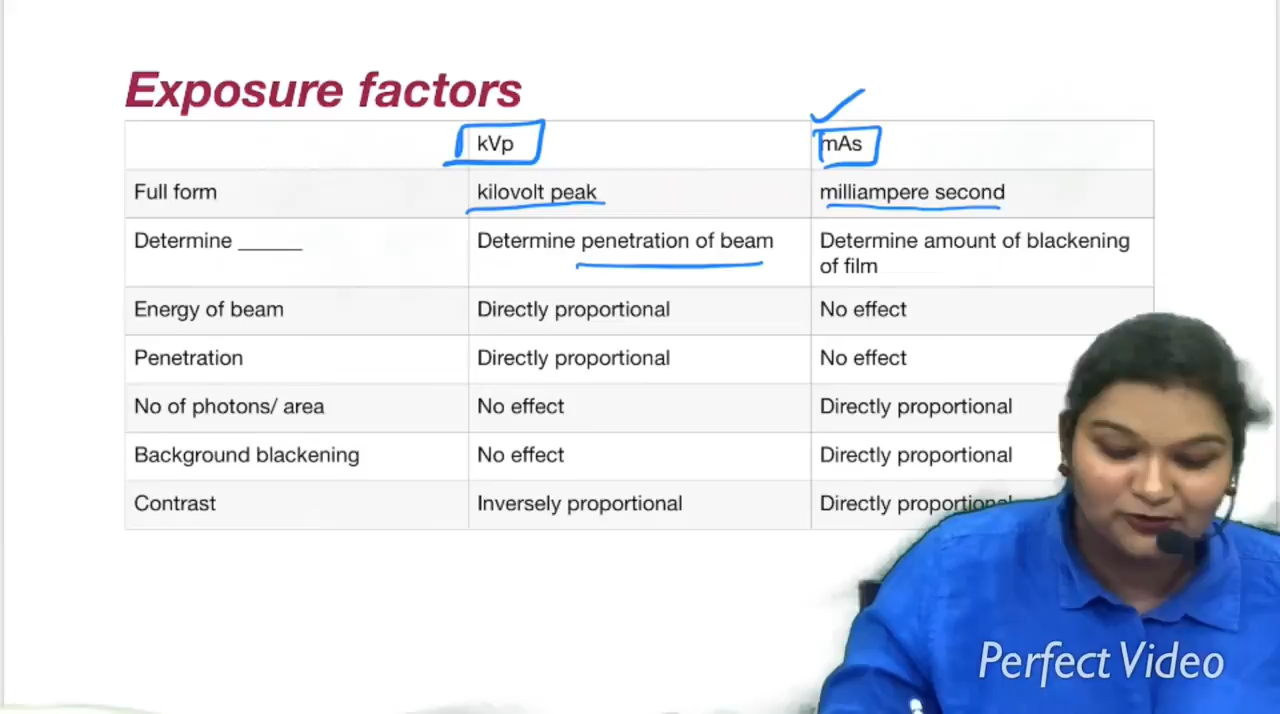 Exposure factors
kVp mAs
Full form kilovolt peak milliampere second
Determine ______ Determine penetration of beam Determine amount of blackening
of film
Energy of beam Directly proportional No effect
Penetration Directly proportional No effect
No of photons/ area No effect Directly proportional
Background blackening No effect Directly proportional
Contrast Inversely proportional Directly proportional
Perfect Video